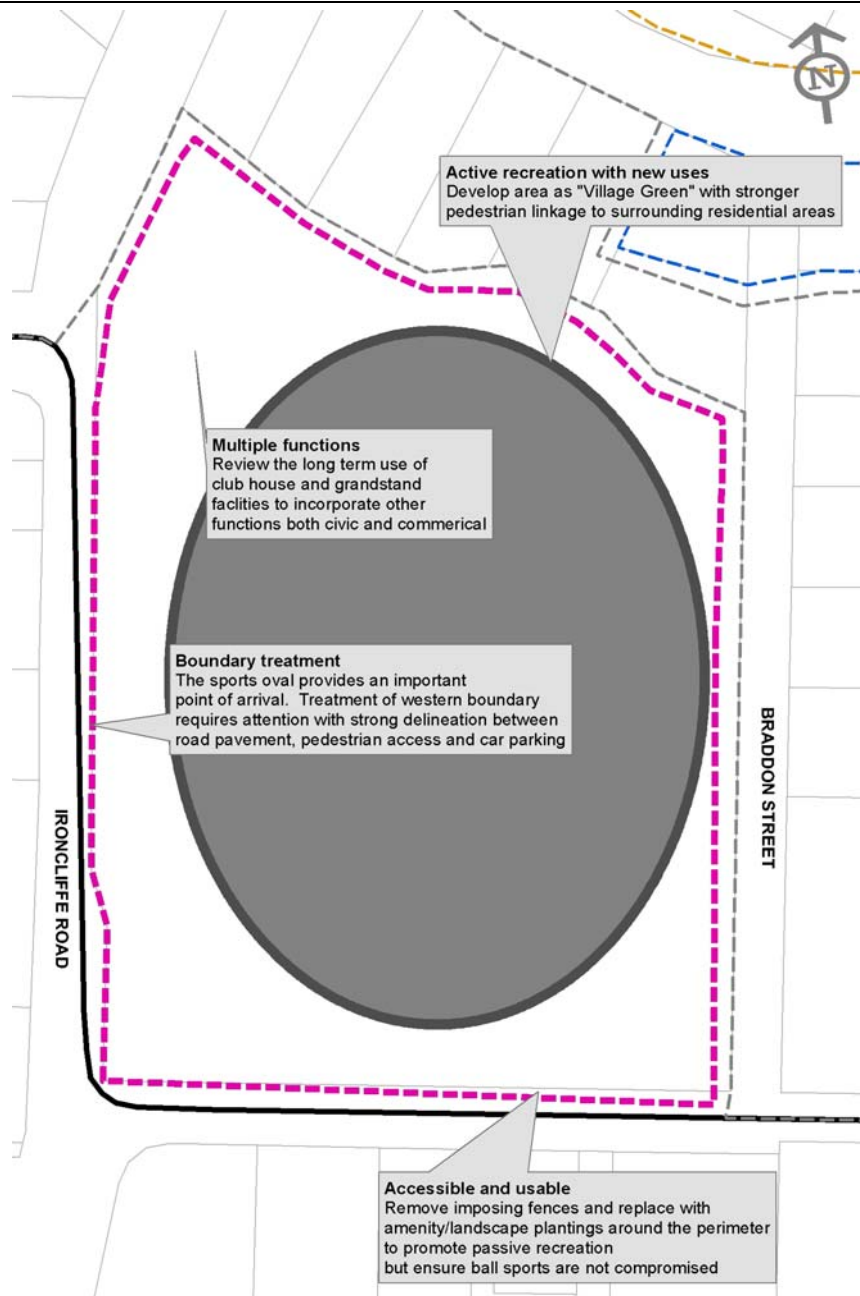 N
Active recreation with new uses
Develop area as "Village Green" with stronger
pedestrian linkage to surrounding residential areas
Multiple functions
Review the long term use of
club house and grandstand
faclities to incorporate other
functions both civic and commerical
Boundary treatment
The sports oval provides an important
point of arrival. Treatment of western boundary
requires attention with strong delineation between
road pavement, pedestrian access and car parking
IRONCLIFFE ROAD
BRADDON STREET
Accessible and usable
Remove imposing fences and replace with
amenity/landscape plantings around the perimeter
to promote passive recreation
but ensure ball sports are not compromised